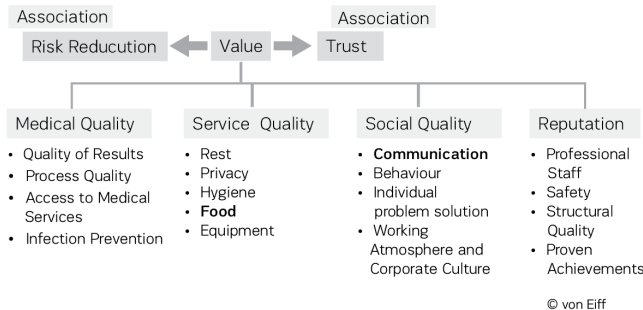 Association
Association
Risk Reducution
Value
Trust
Medical Quality
• Quality of Results
• Process Quality
• Access to Medical
Services
• Infection Prevention
Service Quality
• Rest
• Privacy
• Hygiene
• Food
• Equipment
Social Quality
• Communication
• Behaviour
• Individual
problem solution
• Working
Atmosphere and
Corporate Culture
Reputation
• Professional
Staff
• Safety
• Structural
Quality
• Proven
Achievements
© von Eiff